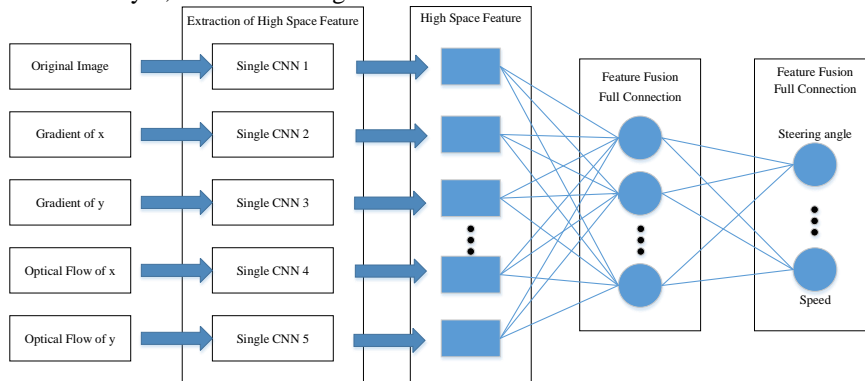 Extraction of High Space Feature
High Space Feature
Original Image
Single CNN 1
Gradient of x
Single CNN 2
Gradient of y
Single CNN 3
Optical Flow of x
Single CNN 4
Optical Flow of y
Single CNN 5
Feature Fusion
Full Connection
Feature Fusion
Full Connection
Steering angle
Speed